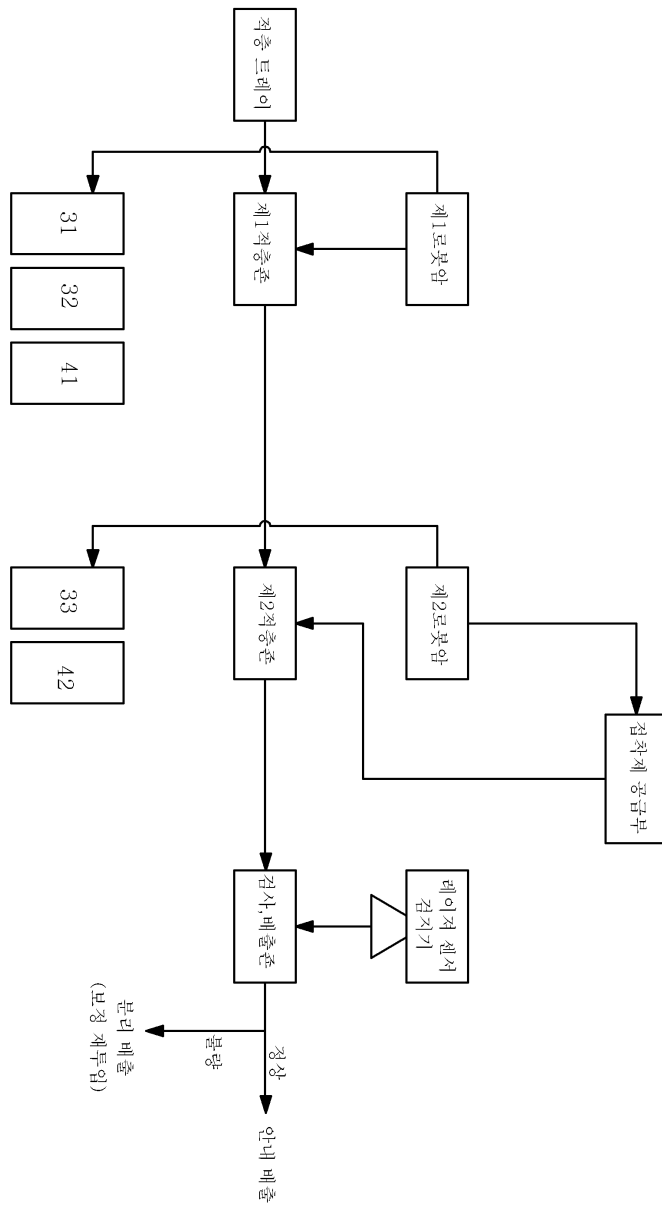 적층 트레이
제1적층존
제1로봇암
31
32
41
제2적층존
제2로봇암
33
42
접착제 공급부
검사,배출존
레이저 센서
검지기
정상
불량
안내 배출
분리 배출
(보정 재투입)